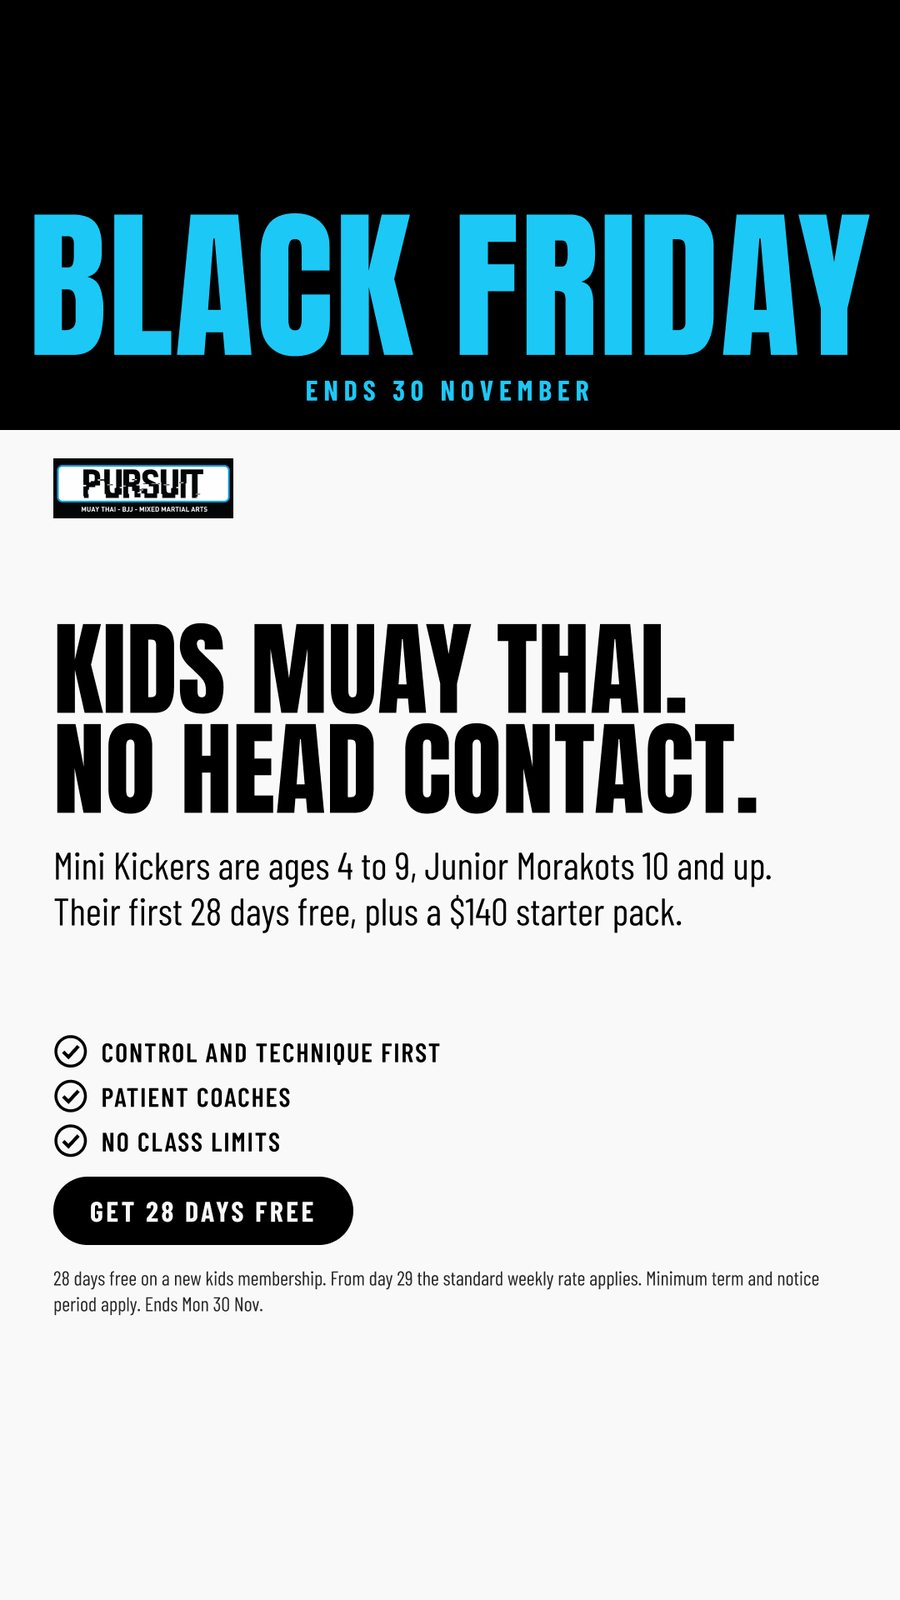 BLACK FRIDAY
ENDS 30 NOVEMBER
PURSUIT
MUAY THAI - BJJ - MIXED MARTIAL ARTS
KIDS MUAY THAI.
NO HEAD CONTACT.
Mini Kickers are ages 4 to 9, Junior Morakots 10 and up.
Their first 28 days free, plus a $140 starter pack.
CONTROL AND TECHNIQUE FIRST
PATIENT COACHES
NO CLASS LIMITS
GET 28 DAYS FREE
28 days free on a new kids membership. From day 29 the standard weekly rate applies. Minimum term and notice
period apply. Ends Mon 30 Nov.